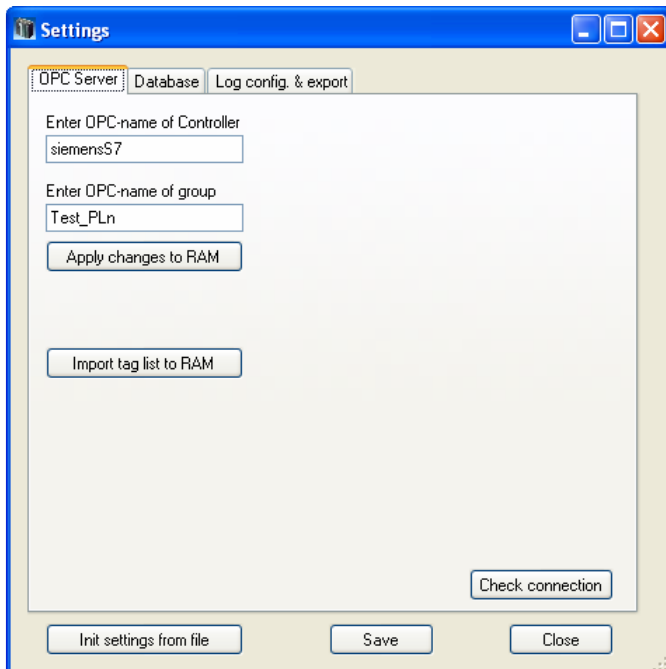 Settings
OPC Server Database Log config. & export
Enter OPC-name of Controller
siemensS7
Enter OPC-name of group
Test_PLn
Apply changes to RAM
Import tag list to RAM
Check connection
Init settings from file Save Close